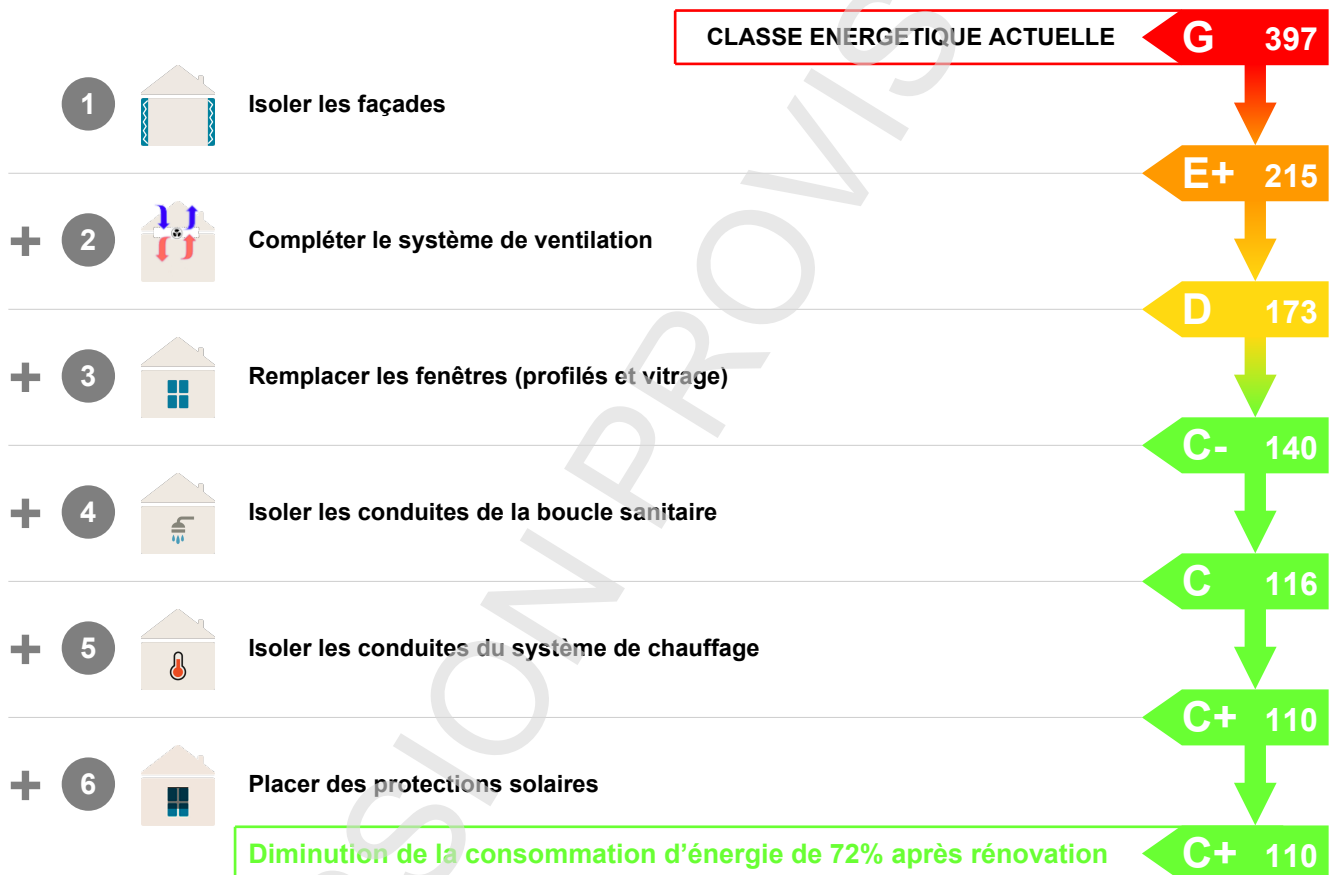 CLASSE ENERGETIQUE ACTUELLE G 397
1 Isoler les façades
E+ 215
+ 2 Compléter le système de ventilation
D 173
+ 3 Remplacer les fenêtres (profilés et vitrage)
C- 140
+ 4 Isoler les conduites de la boucle sanitaire
C 116
+ 5 Isoler les conduites du système de chauffage
C+ 110
+ 6 Placer des protections solaires
Diminution de la consommation d’énergie de 72% après rénovation C+ 110
SION PROVIS